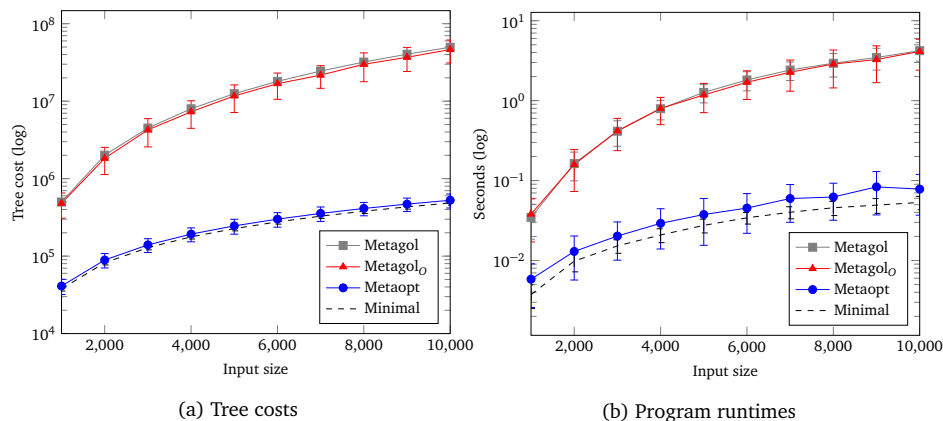 10^8
10^7
10^6
10^5
10^4
Tree cost (log)
2,000 4,000 6,000 8,000 10,000
Input size
Metagol
Metagol_O
Metaopt
Minimal
(a) Tree costs
10^1
10^0
10^−1
10^−2
Seconds (log)
2,000 4,000 6,000 8,000 10,000
Input size
Metagol
Metagol_O
Metaopt
Minimal
(b) Program runtimes